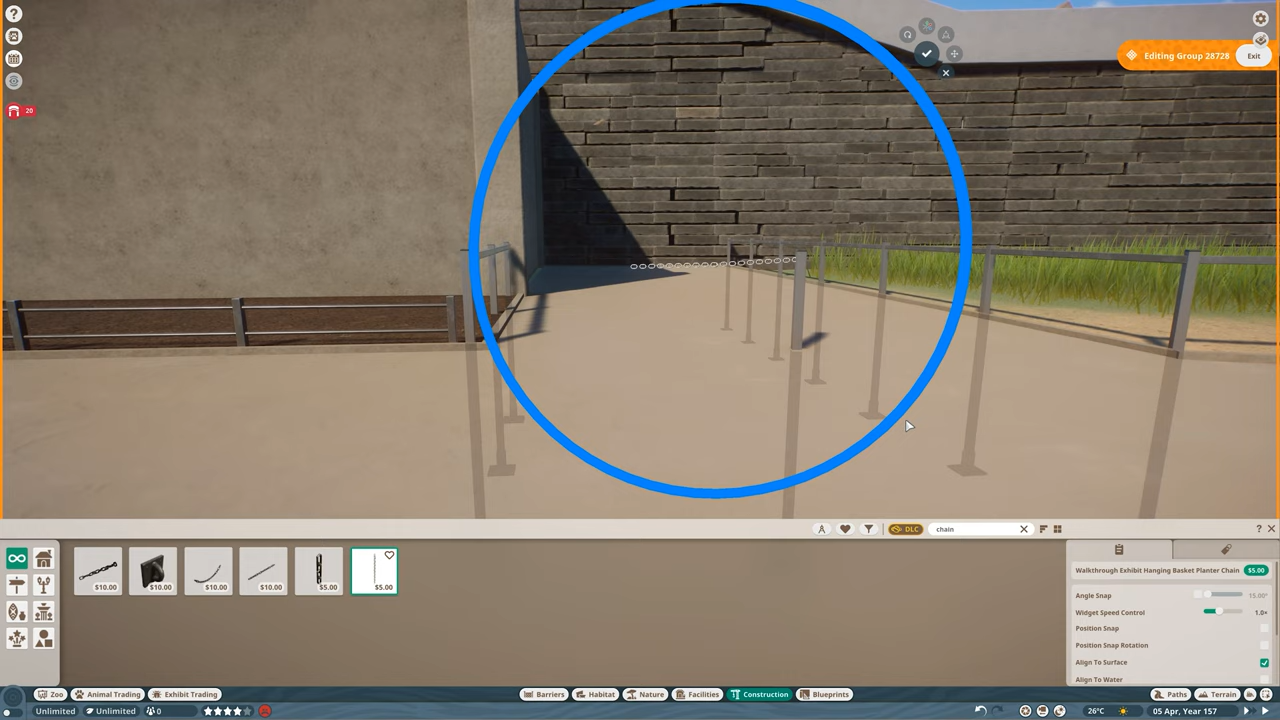 Editing Group 28728
Exit
20
DLC
chain
$10.00
$10.00
$10.00
$10.00
$5.00
$5.00
Walkthrough Exhibit Hanging Basket Planter Chain
$5.00
Angle Snap
15.00°
Widget Speed Control
1.0×
Position Snap
Position Snap Rotation
Align To Surface
Align To Water
Zoo
Animal Trading
Exhibit Trading
Barriers
Habitat
Nature
Facilities
Construction
Blueprints
Paths
Terrain
Unlimited
Unlimited
0
26°C
05 Apr, Year 157